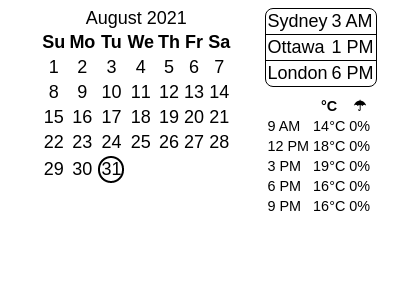 August 2021
Su Mo Tu We Th Fr Sa
1 2 3 4 5 6 7
8 9 10 11 12 13 14
15 16 17 18 19 20 21
22 23 24 25 26 27 28
29 30 31
Sydney 3 AM
Ottawa 1 PM
London 6 PM
°C ☂
9 AM 14°C 0%
12 PM 18°C 0%
3 PM 19°C 0%
6 PM 16°C 0%
9 PM 16°C 0%